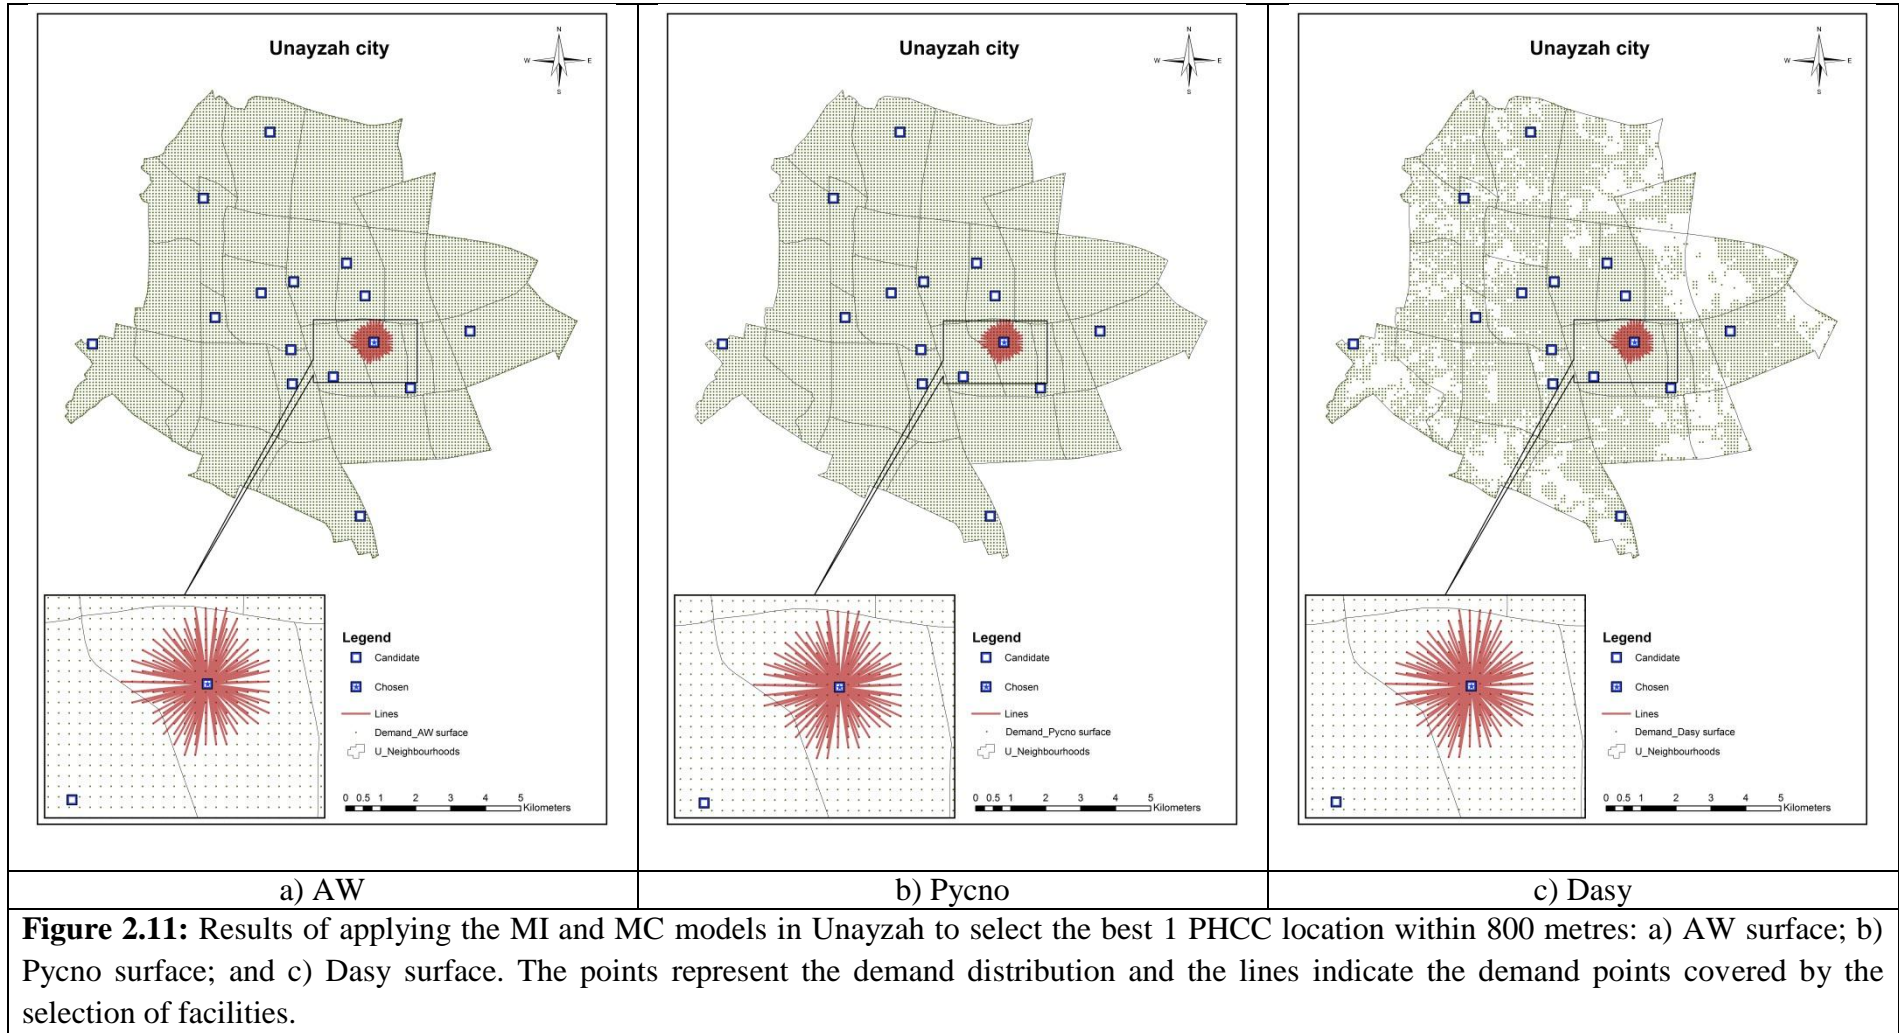 Unayzah city
N
W E
S
Legend
Candidate
Chosen
Lines
Demand_AW surface
U_Neighbourhoods
0 0.5 1 2 3 4 5
Kilometers
Unayzah city
N
W E
S
Legend
Candidate
Chosen
Lines
Demand_Pycno surface
U_Neighbourhoods
0 0.5 1 2 3 4 5
Kilometers
Unayzah city
N
W E
S
Legend
Candidate
Chosen
Lines
Demand_Dasy surface
U_Neighbourhoods
0 0.5 1 2 3 4 5
Kilometers
a) AW
b) Pycno
c) Dasy
Figure 2.11: Results of applying the MI and MC models in Unayzah to select the best 1 PHCC location within 800 metres: a) AW surface; b)
Pycno surface; and c) Dasy surface. The points represent the demand distribution and the lines indicate the demand points covered by the
selection of facilities.